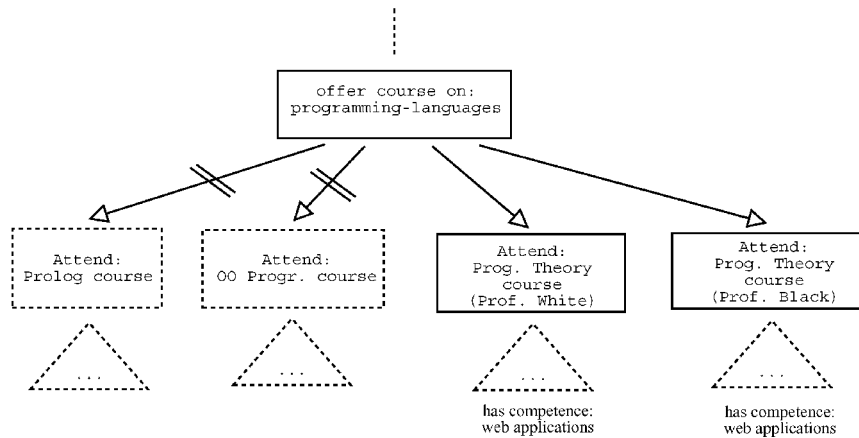 offer course on:
programming-languages
Attend:
Prolog course
Attend:
OO Progr. course
Attend:
Prog. Theory
course
(Prof. White)
Attend:
Prog. Theory
course
(Prof. Black)
...
...
...
...
has competence:
web applications
has competence:
web applications